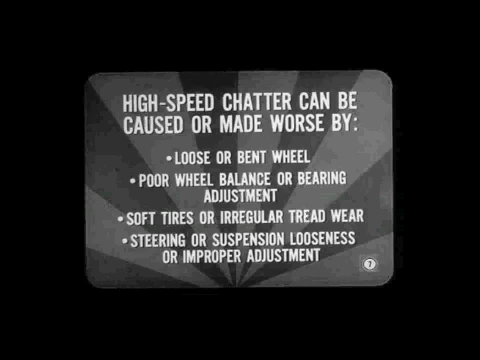 HIGH-SPEED CHATTER CAN BE
CAUSED OR MADE WORSE BY:
• LOOSE OR BENT WHEEL
• POOR WHEEL BALANCE OR BEARING
ADJUSTMENT
• SOFT TIRES OR IRREGULAR TREAD WEAR
• STEERING OR SUSPENSION LOOSENESS
OR IMPROPER ADJUSTMENT
7